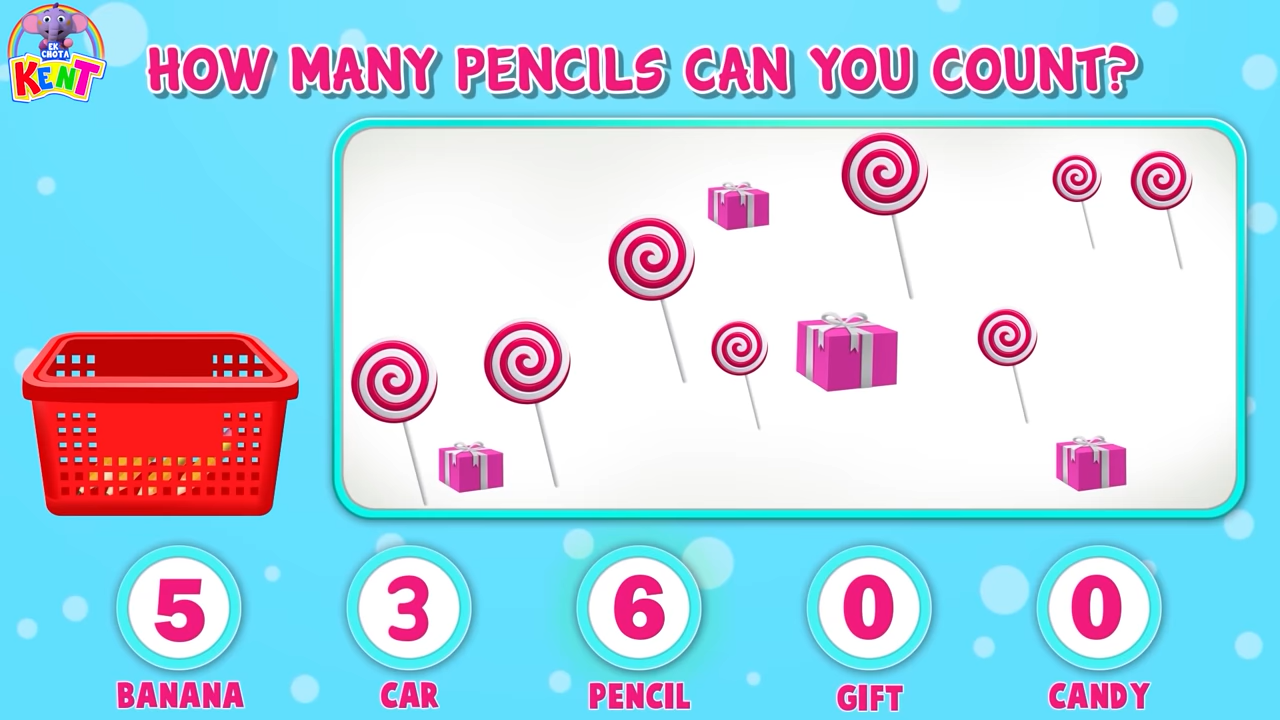 EK
CHOTA
KENT
HOW MANY PENCILS CAN YOU COUNT?
5 3 6 0 0
BANANA CAR PENCIL GIFT CANDY